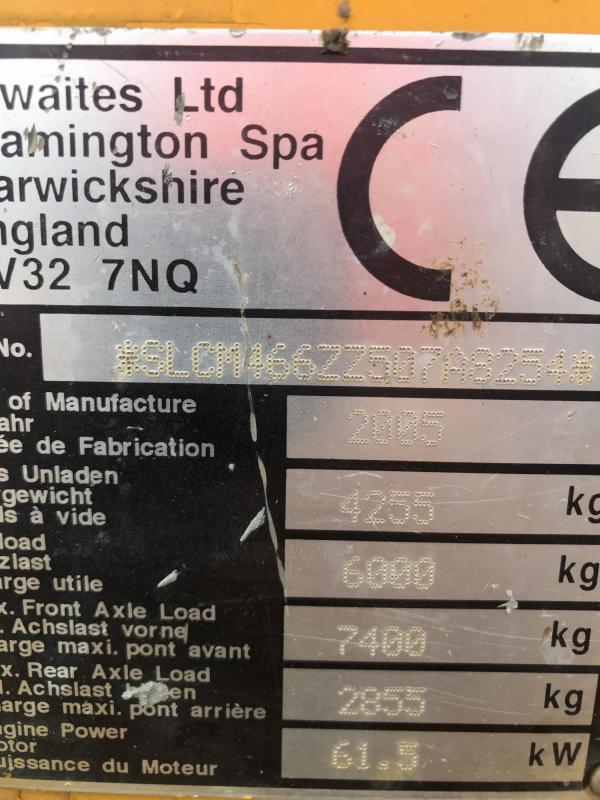 waites Ltd
amington Spa
arwickshire
ngland
V32 7NQ
CE
No. *SLCM466ZZ507A8254*
of Manufacture 2005
ahr
ée de Fabrication
s Unladen 4255 kg
gewicht
ds à vide
load 6000 kg
zlast
arge utile
x. Front Axle Load 7400 kg
. Achslast vorne
arge maxi. pont avant
x. Rear Axle Load 2855 kg
l. Achslast
harge maxi. pont arrière
ngine Power 61.5 kW
otor
uissance du Moteur